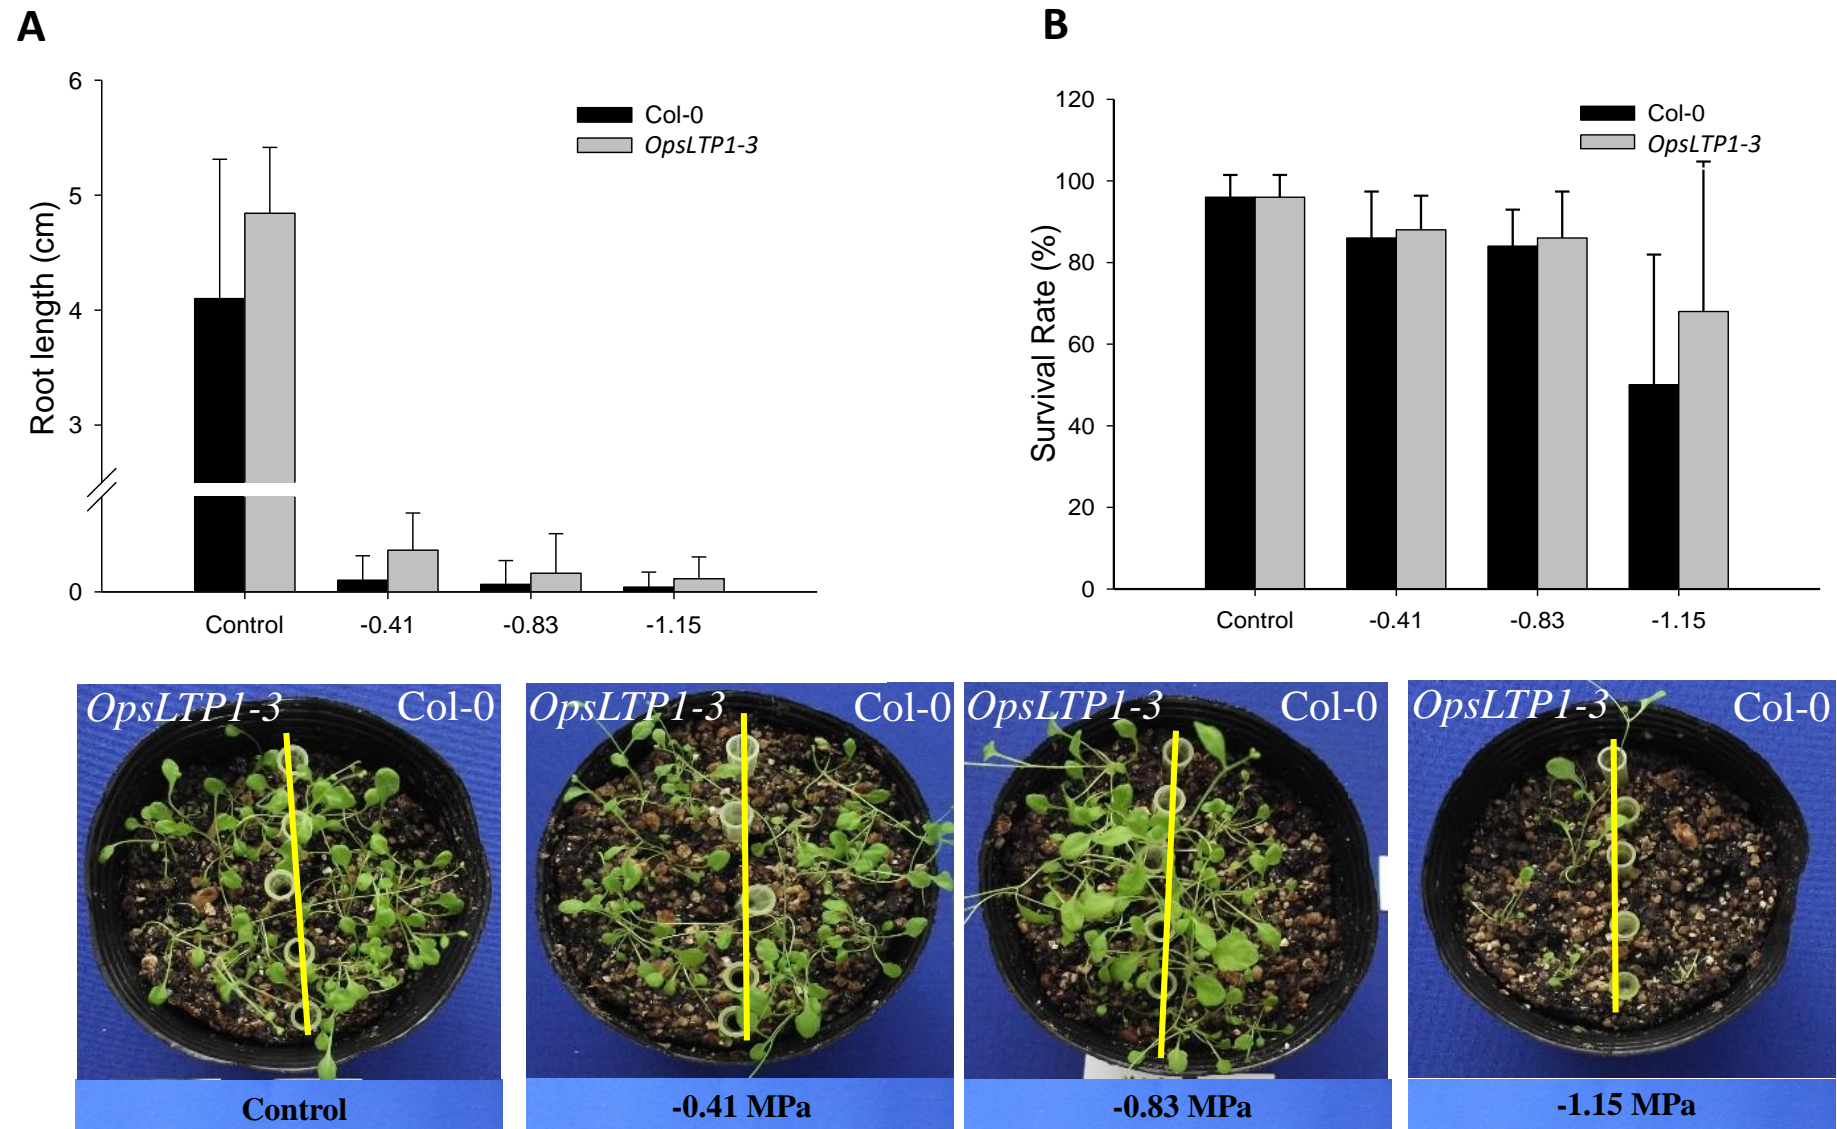 A
B
6
5
4
3
0
Root length (cm)
Col-0
OpsLTP1-3
Control
-0.41
-0.83
-1.15
120
100
80
60
40
20
0
Survival Rate (%)
Col-0
OpsLTP1-3
Control
-0.41
-0.83
-1.15
OpsLTP1-3 Col-0
OpsLTP1-3 Col-0
OpsLTP1-3 Col-0
OpsLTP1-3 Col-0
Control
-0.41 MPa
-0.83 MPa
-1.15 MPa